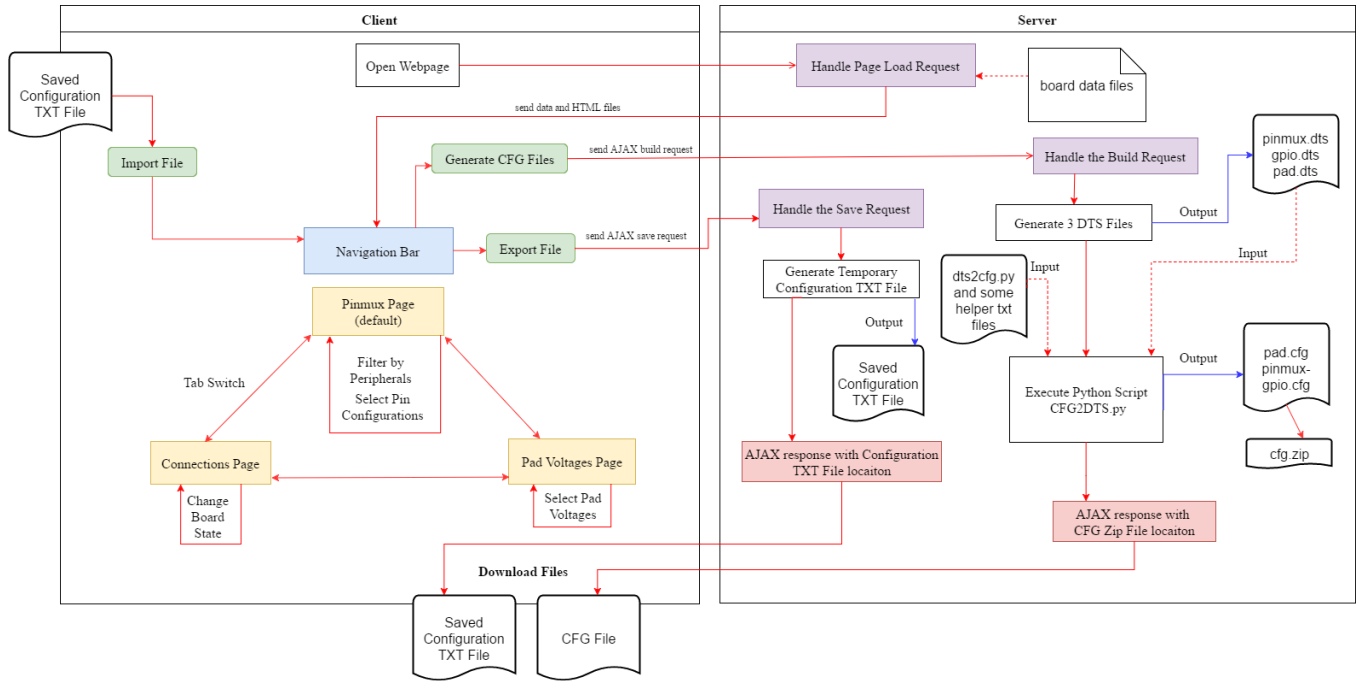 Client
Server
Saved
Configuration
TXT File
Open Webpage
Handle Page Load Request
board data files
send data and HTML files
Import File
Generate CFG Files
send AJAX build request
Handle the Build Request
pinmux.dts
gpio.dts
pad.dts
Handle the Save Request
Output
Generate 3 DTS Files
Navigation Bar
Export File
send AJAX save request
Input
Generate Temporary
Configuration TXT File
dts2cfg.py
and some
helper txt
files
Input
Pinmux Page
(default)
Output
Filter by
Peripherals
Select Pin
Configurations
Tab Switch
Saved
Configuration
TXT File
Execute Python Script
CFG2DTS.py
Output
pad.cfg
pinmux-
gpio.cfg
cfg.zip
Connections Page
Pad Voltages Page
AJAX response with Configuration
TXT File locaiton
Change
Board
State
Select Pad
Voltages
AJAX response with
CFG Zip File locaiton
Download Files
Saved
Configuration
TXT File
CFG File